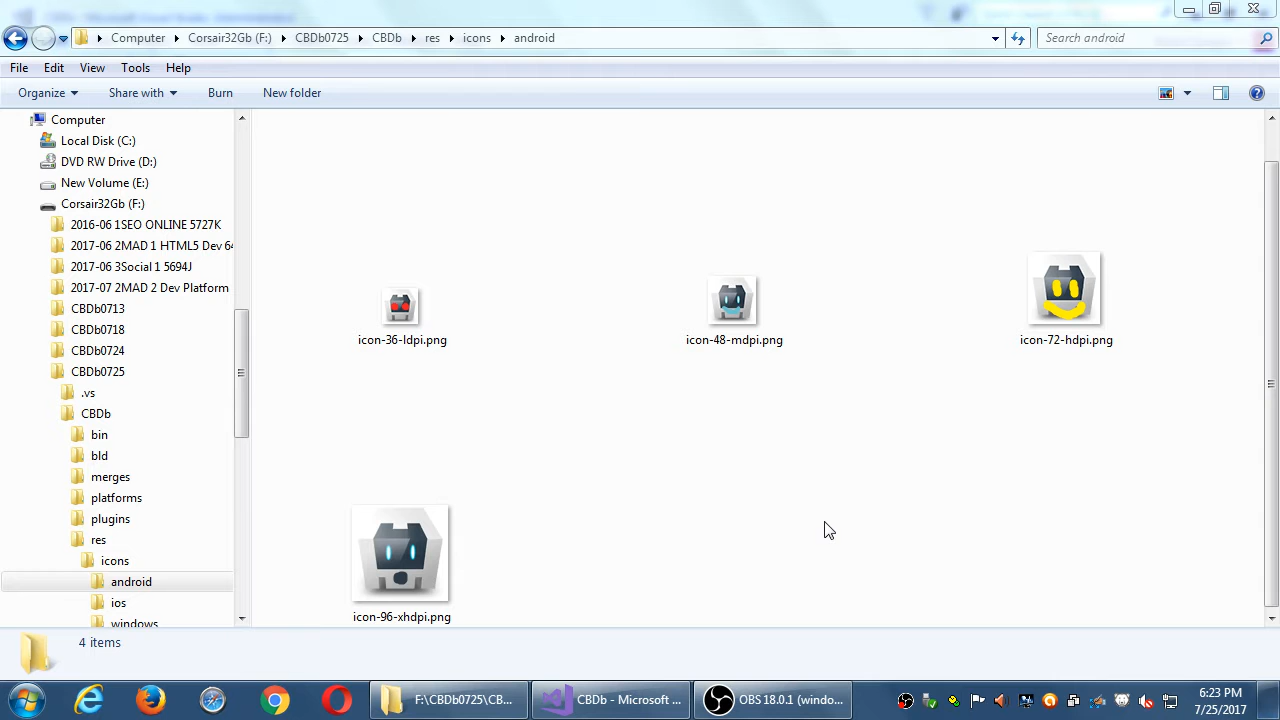 Computer Corsair32Gb (F:) CBDb0725 CBDb res icons android
Search android
File Edit View Tools Help
Organize Share with Burn New folder
Computer
Local Disk (C:)
DVD RW Drive (D:)
New Volume (E:)
Corsair32Gb (F:)
2016-06 1SEO ONLINE 5727K
2017-06 2MAD 1 HTML5 Dev 64
2017-06 3Social 1 5694J
2017-07 2MAD 2 Dev Platform
CBDb0713
CBDb0718
CBDb0724
CBDb0725
.vs
CBDb
bin
bld
merges
platforms
plugins
res
icons
android
ios
windows
icon-36-ldpi.png
icon-48-mdpi.png
icon-72-hdpi.png
icon-96-xhdpi.png
4 items
F:\CBDb0725\CB...
CBDb - Microsoft ...
OBS 18.0.1 (windo...
6:23 PM
7/25/2017